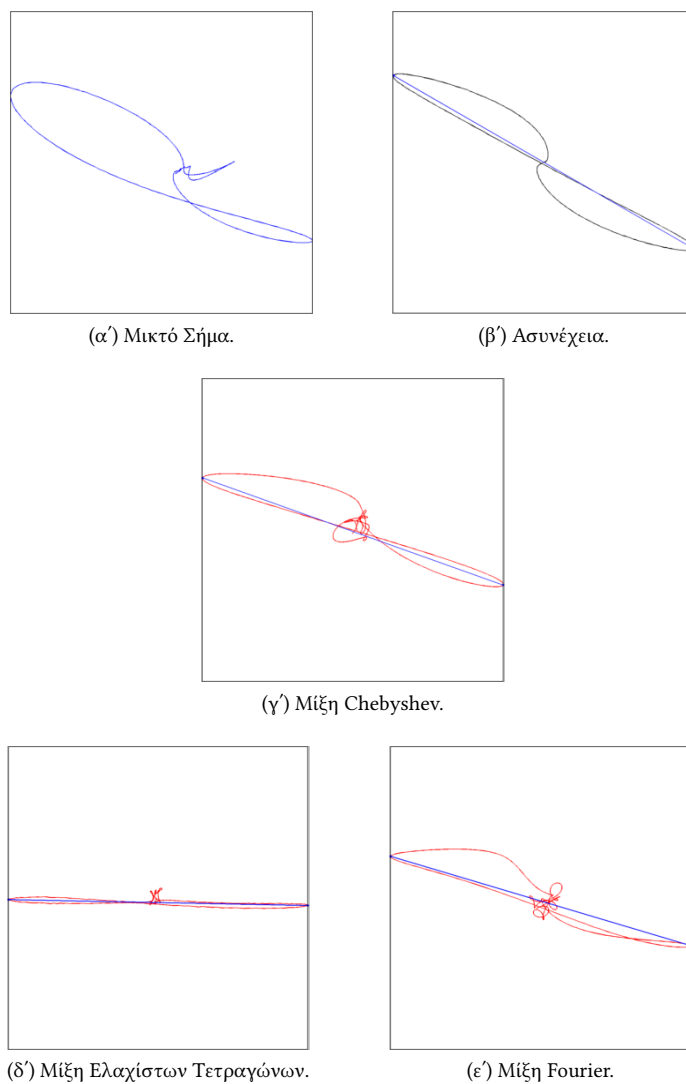 (α′) Μικτό Σήμα.
(β′) Ασυνέχεια.
(γ′) Μίξη Chebyshev.
(δ′) Μίξη Ελαχίστων Τετραγώνων.
(ε′) Μίξη Fourier.